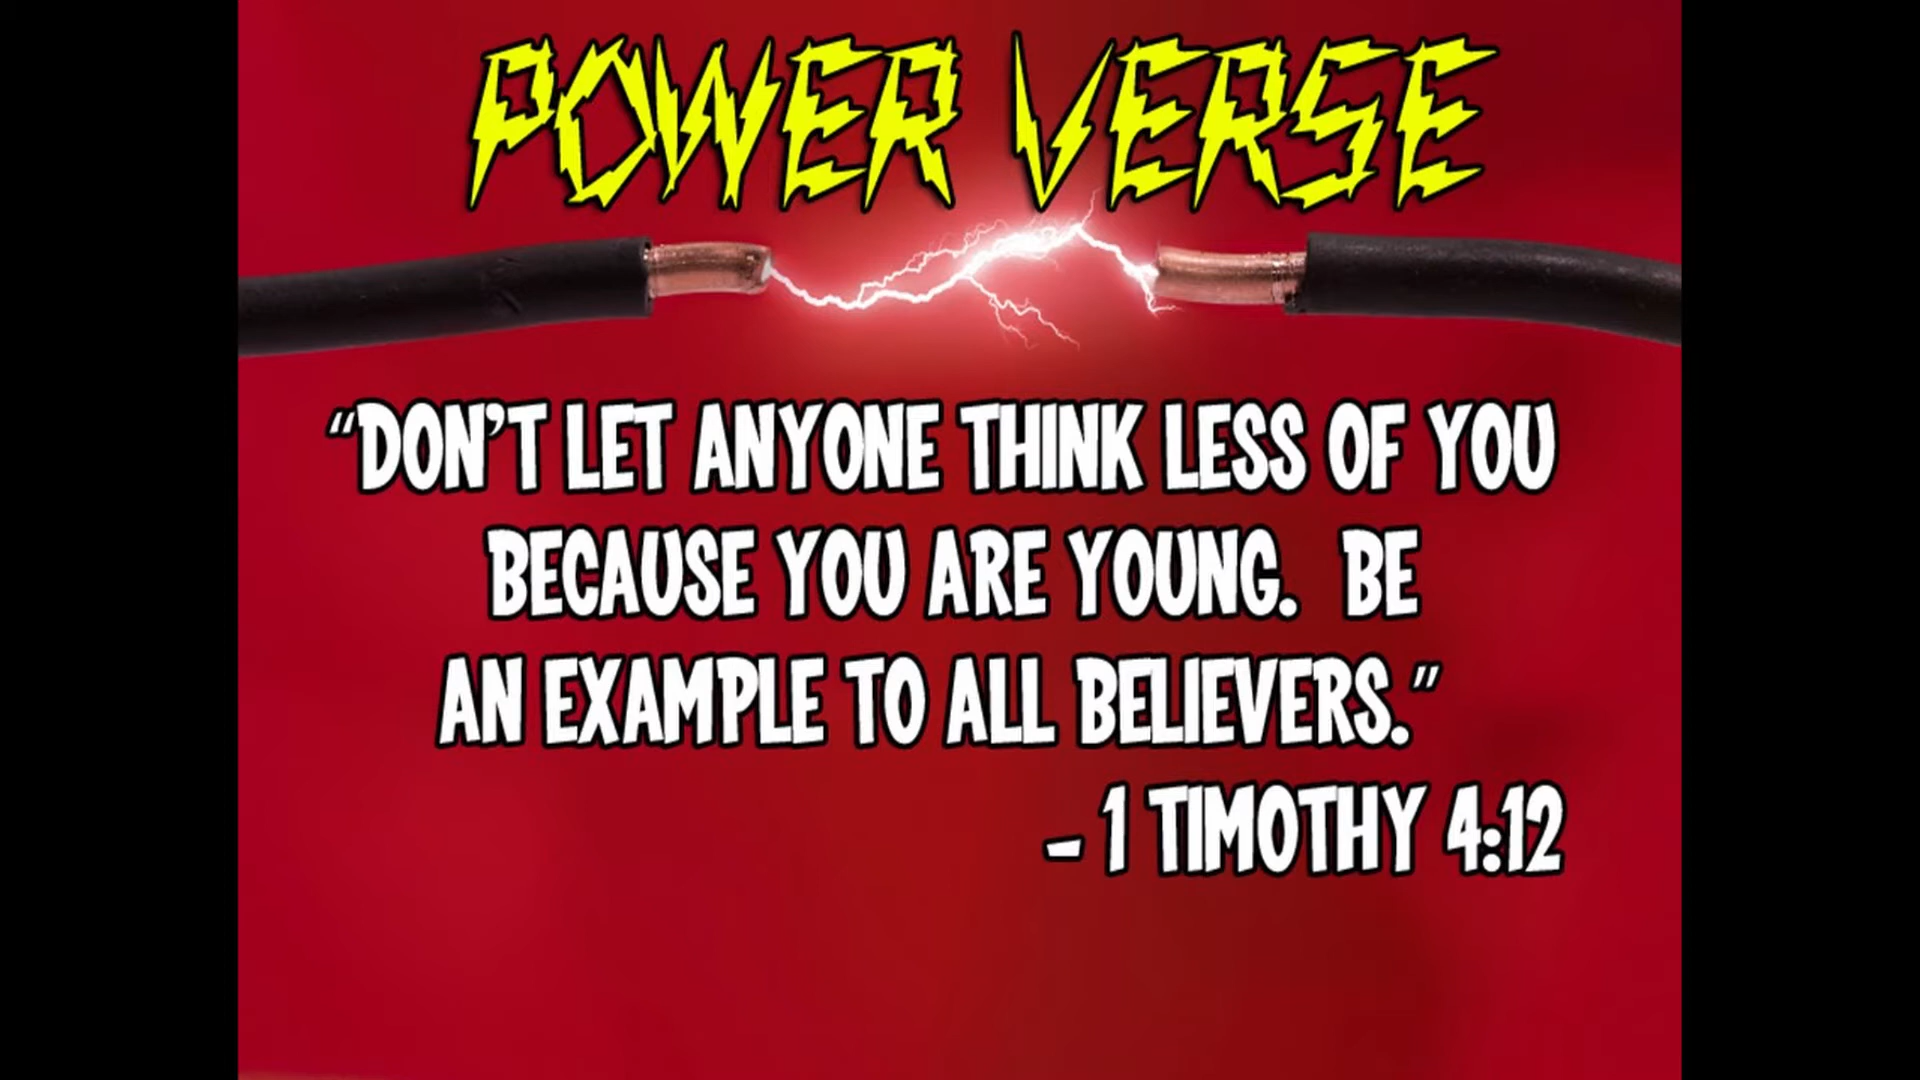 POWER VERSE
“DON’T LET ANYONE THINK LESS OF YOU
BECAUSE YOU ARE YOUNG.  BE
AN EXAMPLE TO ALL BELIEVERS.”
- 1 TIMOTHY 4:12